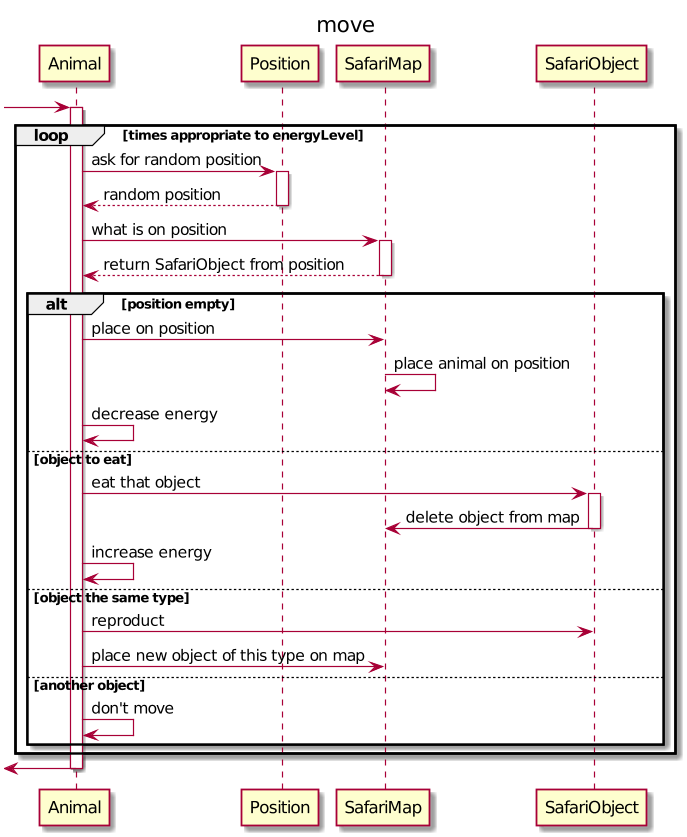 move
Animal
Position
SafariMap
SafariObject
loop
[times appropriate to energyLevel]
ask for random position
random position
what is on position
return SafariObject from position
alt
[position empty]
place on position
place animal on position
decrease energy
[object to eat]
eat that object
delete object from map
increase energy
[object the same type]
reproduct
place new object of this type on map
[another object]
don't move
Animal
Position
SafariMap
SafariObject